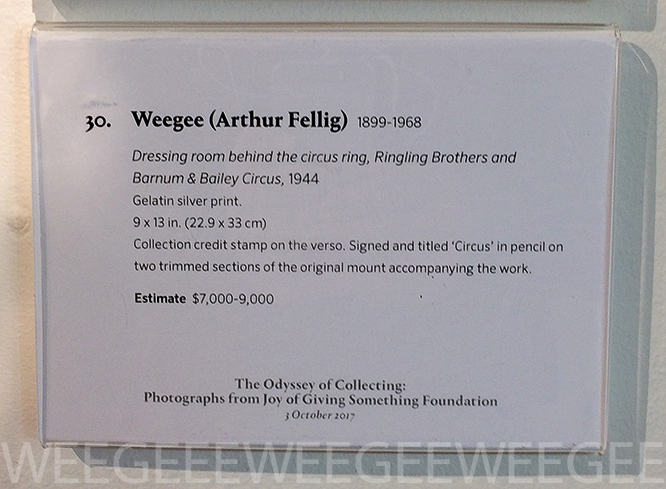 30. Weegee (Arthur Fellig) 1899-1968
Dressing room behind the circus ring, Ringling Brothers and
Barnum & Bailey Circus, 1944
Gelatin silver print.
9 x 13 in. (22.9 x 33 cm)
Collection credit stamp on the verso. Signed and titled ‘Circus’ in pencil on
two trimmed sections of the original mount accompanying the work.
Estimate $7,000-9,000
The Odyssey of Collecting:
Photographs from Joy of Giving Something Foundation
3 October 2017
WEEGEEEWEEGEEWEEGEE